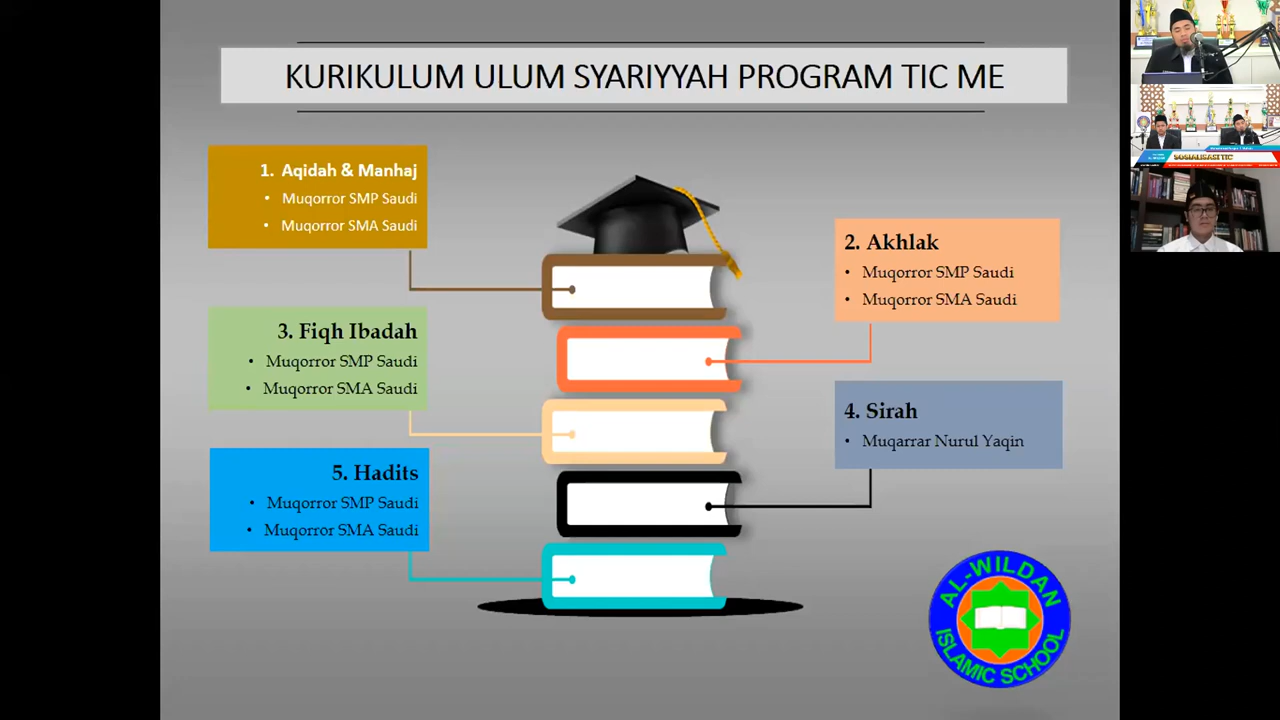 KURIKULUM ULUM SYARIYYAH PROGRAM TIC ME
1. Aqidah & Manhaj
• Muqorror SMP Saudi
• Muqorror SMA Saudi
2. Akhlak
• Muqorror SMP Saudi
• Muqorror SMA Saudi
3. Fiqh Ibadah
• Muqorror SMP Saudi
• Muqorror SMA Saudi
4. Sirah
• Muqarrar Nurul Yaqin
5. Hadits
• Muqorror SMP Saudi
• Muqorror SMA Saudi
AL-WILDAN
ISLAMIC SCHOOL
SOSIALISASI TIC